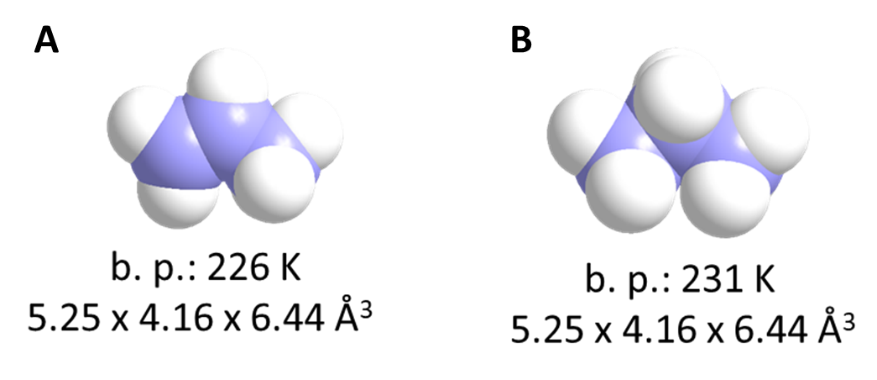 A
B
b. p.: 226 K
5.25 x 4.16 x 6.44 Å³
b. p.: 231 K
5.25 x 4.16 x 6.44 Å³